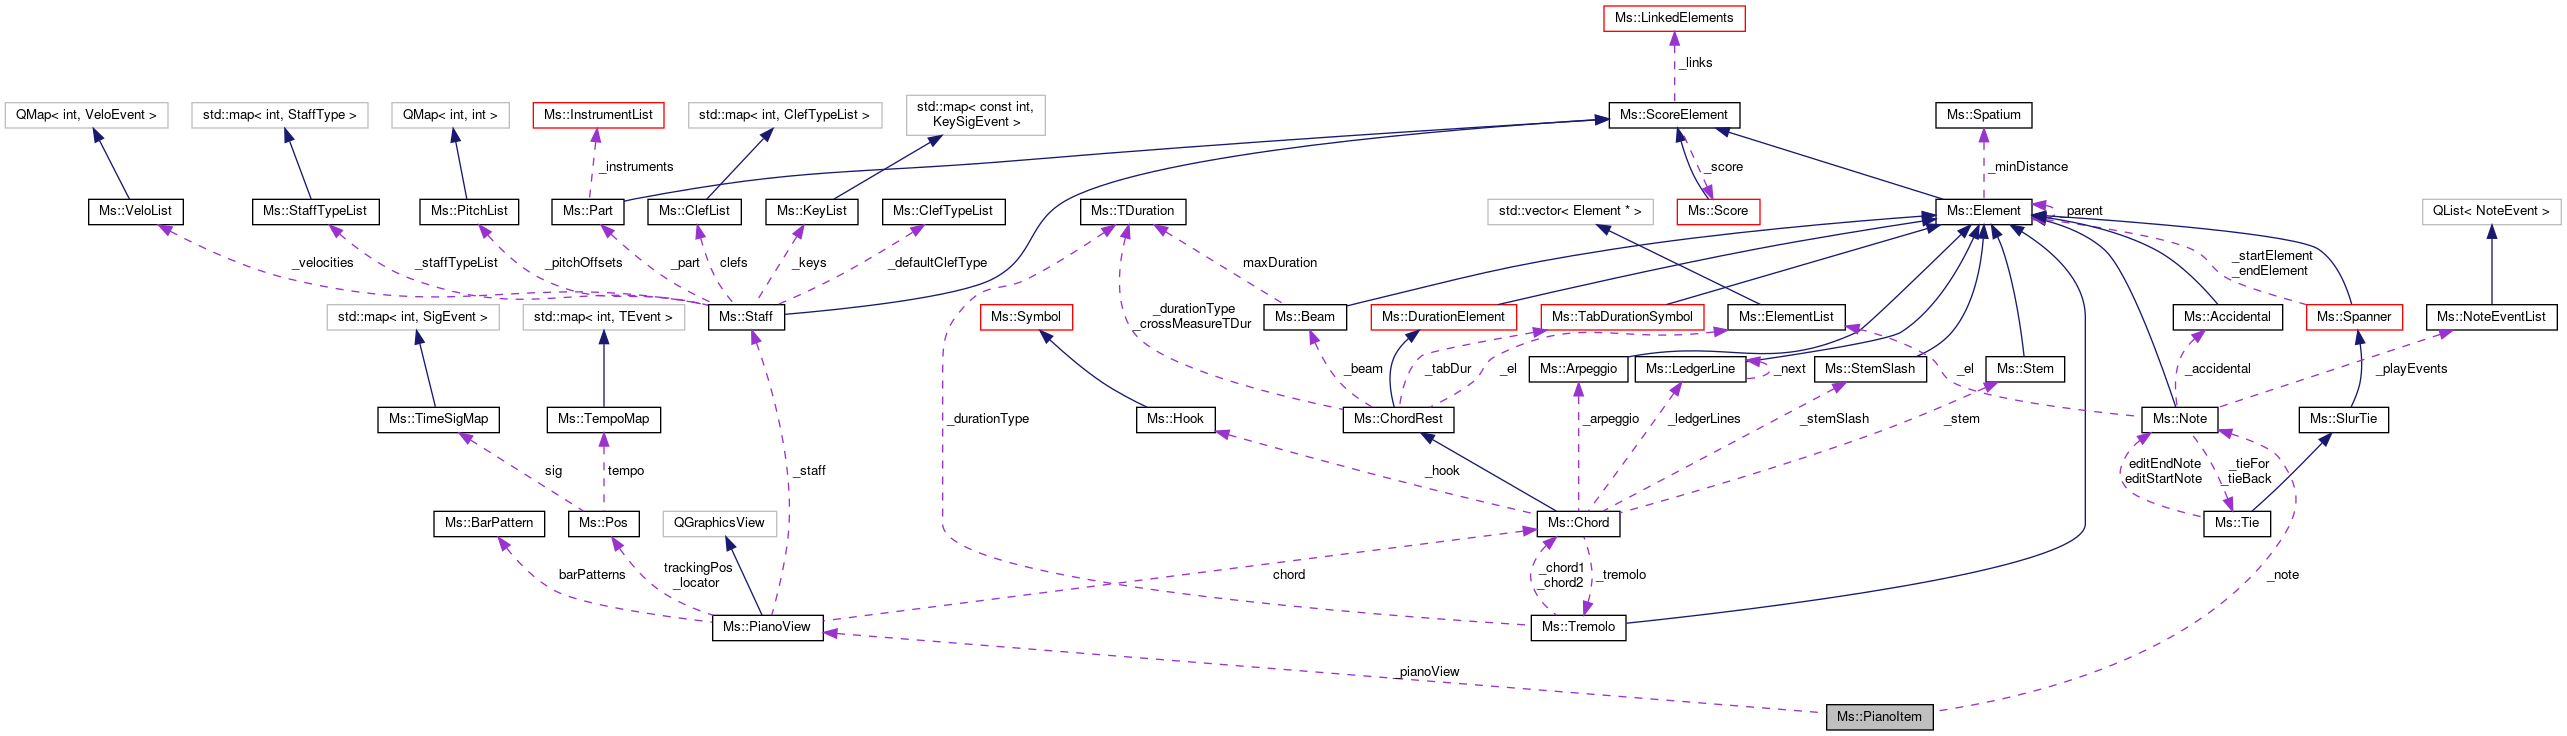 Ms::LinkedElements
_links
QMap< int, VeloEvent >
std::map< int, StaffType >
QMap< int, int >
Ms::InstrumentList
std::map< int, ClefTypeList >
std::map< const int,
KeySigEvent >
Ms::ScoreElement
Ms::Spatium
_instruments
_score
_minDistance
Ms::VeloList
Ms::StaffTypeList
Ms::PitchList
Ms::Part
Ms::ClefList
Ms::KeyList
Ms::ClefTypeList
Ms::TDuration
std::vector< Element * >
Ms::Score
Ms::Element
_parent
QList< NoteEvent >
_velocities
_staffTypeList
_pitchOffsets
_part
clefs
_keys
_defaultClefType
maxDuration
_startElement
_endElement
std::map< int, SigEvent >
std::map< int, TEvent >
Ms::Staff
Ms::Symbol
_durationType
_crossMeasureTDur
Ms::Beam
Ms::DurationElement
Ms::TabDurationSymbol
Ms::ElementList
Ms::Accidental
Ms::Spanner
Ms::NoteEventList
_beam
_tabDur
_el
Ms::Arpeggio
Ms::LedgerLine
_next
Ms::StemSlash
Ms::Stem
_el
_accidental
_playEvents
Ms::TimeSigMap
Ms::TempoMap
_durationType
Ms::Hook
Ms::ChordRest
_arpeggio
_ledgerLines
_stemSlash
_stem
Ms::Note
Ms::SlurTie
sig
tempo
_staff
_hook
editEndNote
editStartNote
_tieFor
_tieBack
Ms::BarPattern
Ms::Pos
QGraphicsView
Ms::Chord
Ms::Tie
barPatterns
trackingPos
_locator
chord
_chord1
_chord2
_tremolo
_note
Ms::PianoView
Ms::Tremolo
_pianoView
Ms::PianoItem